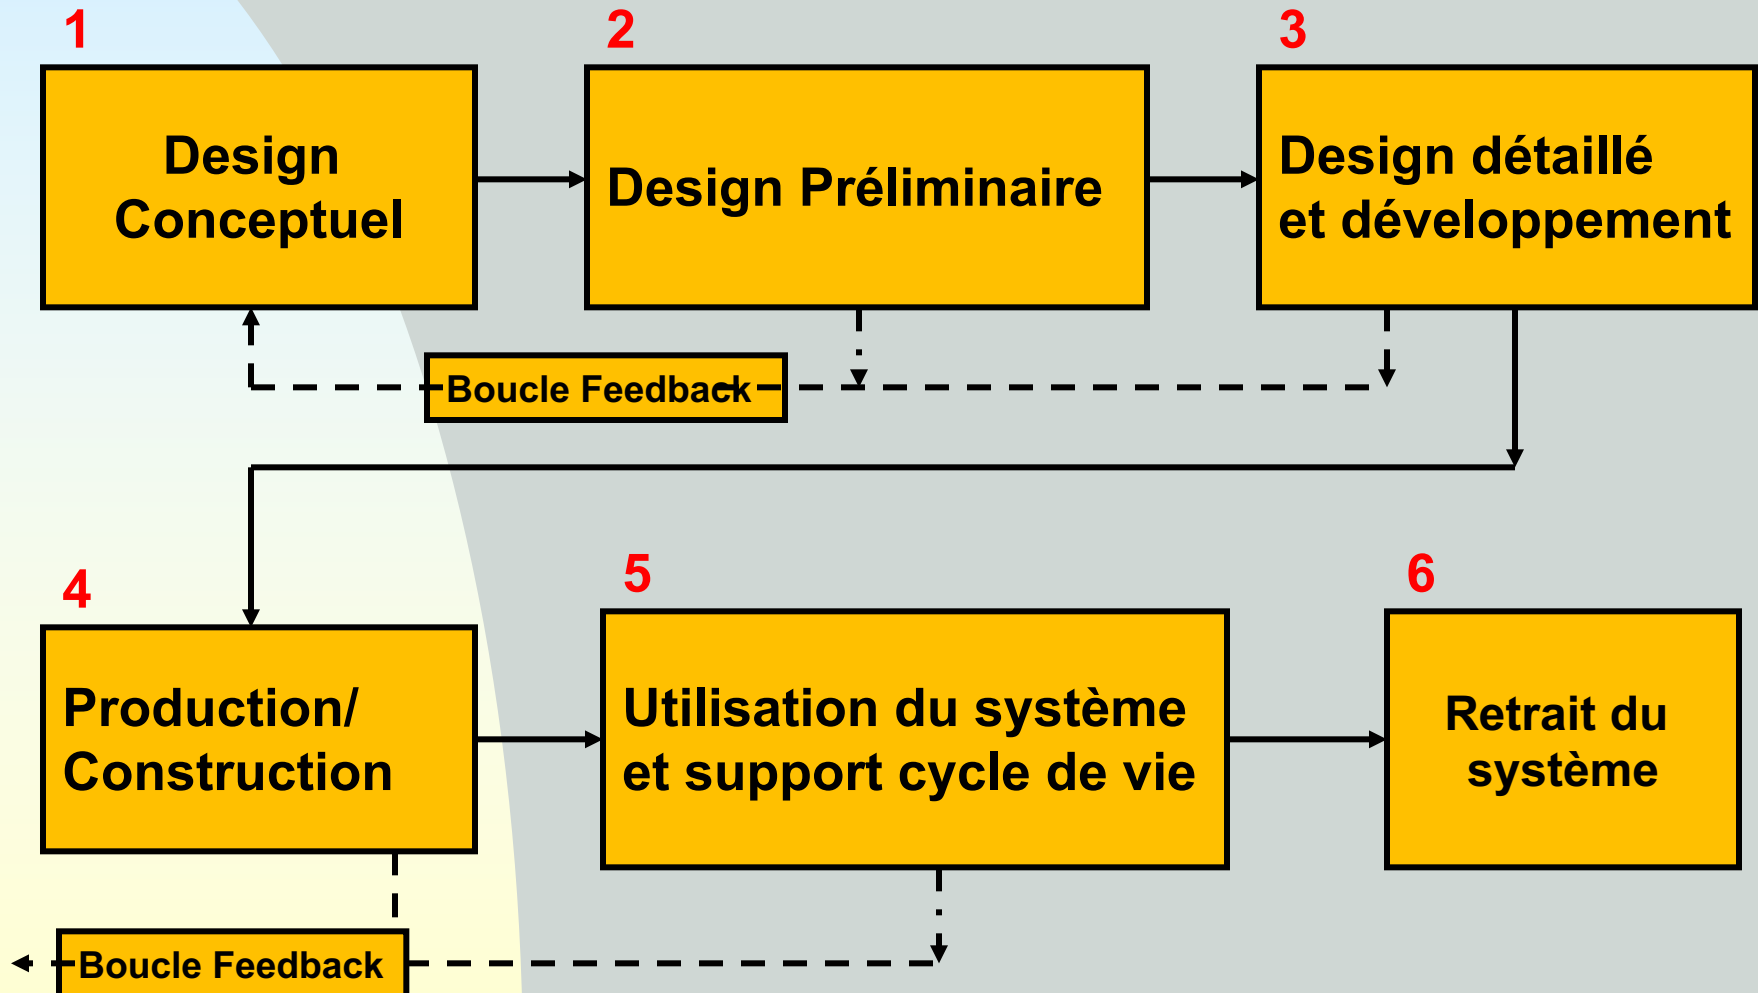 1
Design
Conceptuel
2
Design Préliminaire
3
Design détaillé
et développement
Boucle Feedback
4
Production/
Construction
5
Utilisation du système
et support cycle de vie
6
Retrait du
système
Boucle Feedback